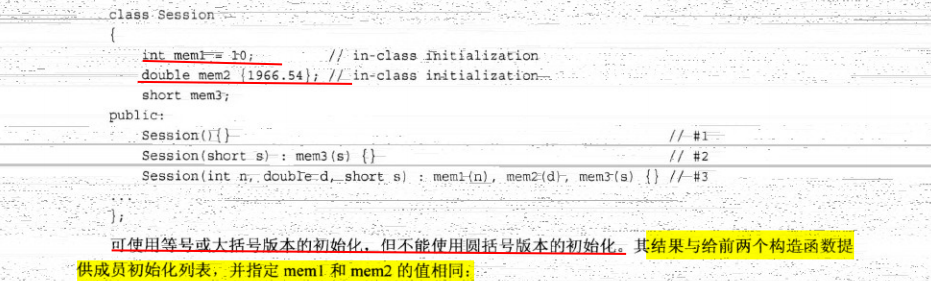 class Session
{
int mem1 = 10; // in-class initialization
double mem2 {1966.54}; // in-class initialization
short mem3;
public:
Session(){} // #1
Session(short s) : mem3(s) {} // #2
Session(int n, double d, short s) : mem1(n), mem2(d), mem3(s) {} // #3
...
};
可使用等号或大括号版本的初始化，但不能使用圆括号版本的初始化。其结果与给前两个构造函数提
供成员初始化列表，并指定 mem1 和 mem2 的值相同：